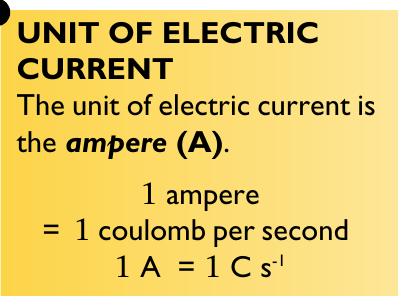 UNIT OF ELECTRIC
CURRENT
The unit of electric current is
the ampere (A).
1 ampere
= 1 coulomb per second
1 A = 1 C s⁻¹